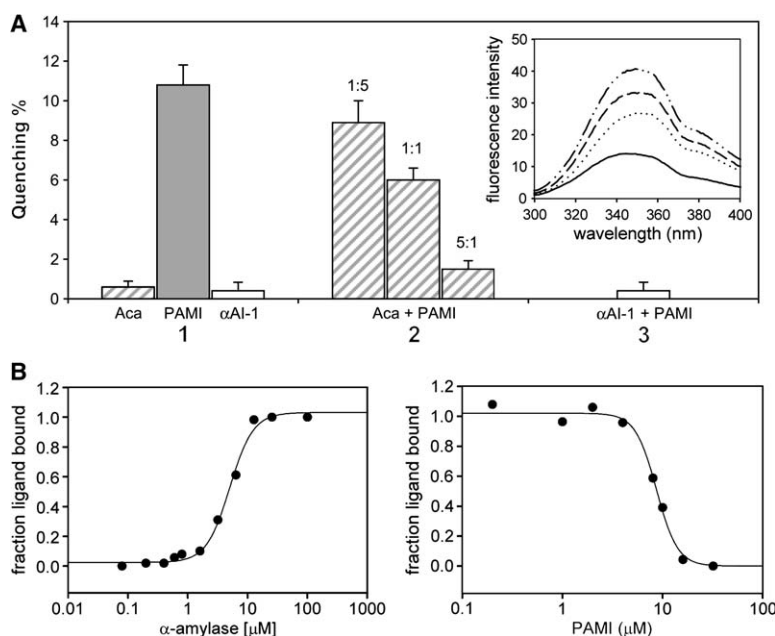 A
Quenching %
14
12
10
8
6
4
2
0
Aca PAMI αAI-1
1
1:5
1:1
5:1
Aca + PAMI
2
αAI-1 + PAMI
3
fluorescence intensity
50
40
30
20
10
0
300 320 340 360 380 400
wavelength (nm)
B
fraction ligand bound
1.2
1.0
0.8
0.6
0.4
0.2
0.0
0.01 0.1 1 10 100 1000
α-amylase [µM]
fraction ligand bound
1.2
1.0
0.8
0.6
0.4
0.2
0.0
0.1 1 10 100
PAMI (µM)